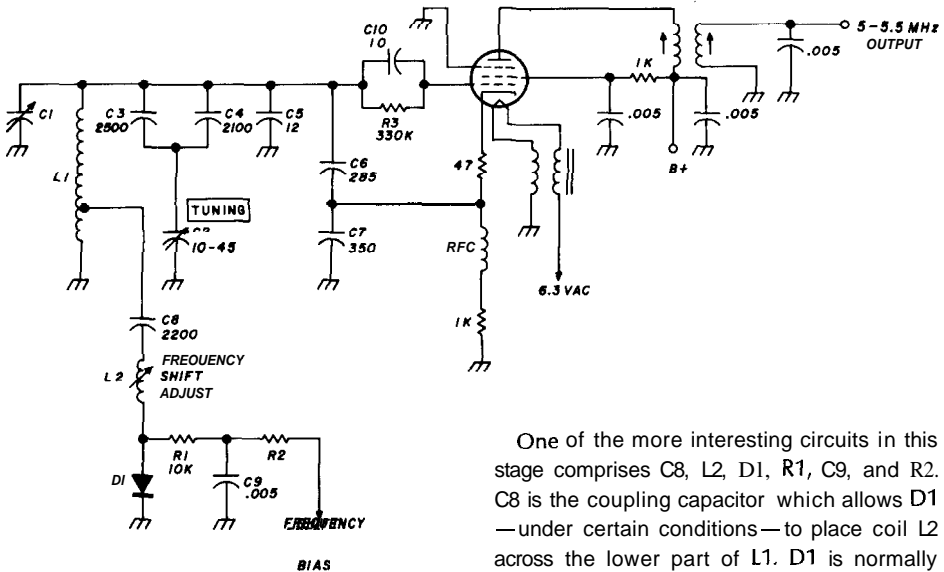 C10
10
5-5.5 MHz
OUTPUT
.005
1K
C1
C3
2500
C4
2100
C5
12
R3
330K
.005
.005
L1
C6
285
47
B+
TUNING
10-45
C7
350
RFC
6.3 VAC
C8
2200
1K
L2
FREQUENCY
SHIFT
ADJUST
R1
10K
R2
D1
C9
.005
BIAS
One of the more interesting circuits in this
stage comprises C8, L2, D1, R1, C9, and R2.
C8 is the coupling capacitor which allows D1
—under certain conditions—to place coil L2
across the lower part of L1. D1 is normally